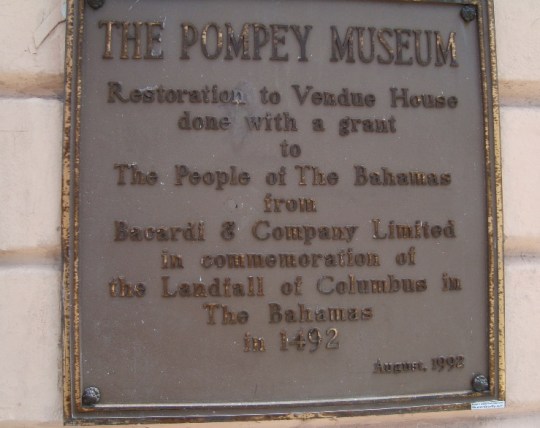 THE POMPEY MUSEUM
Restoration to Vendue House
done with a grant
to
The People of The Bahamas
from
Bacardi & Company Limited
in commemoration of
the Landfall of Columbus in
The Bahamas
in 1492
August, 1992